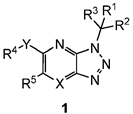 R³ R¹
R²
R⁴ Y N N
N
R⁵ X N
1